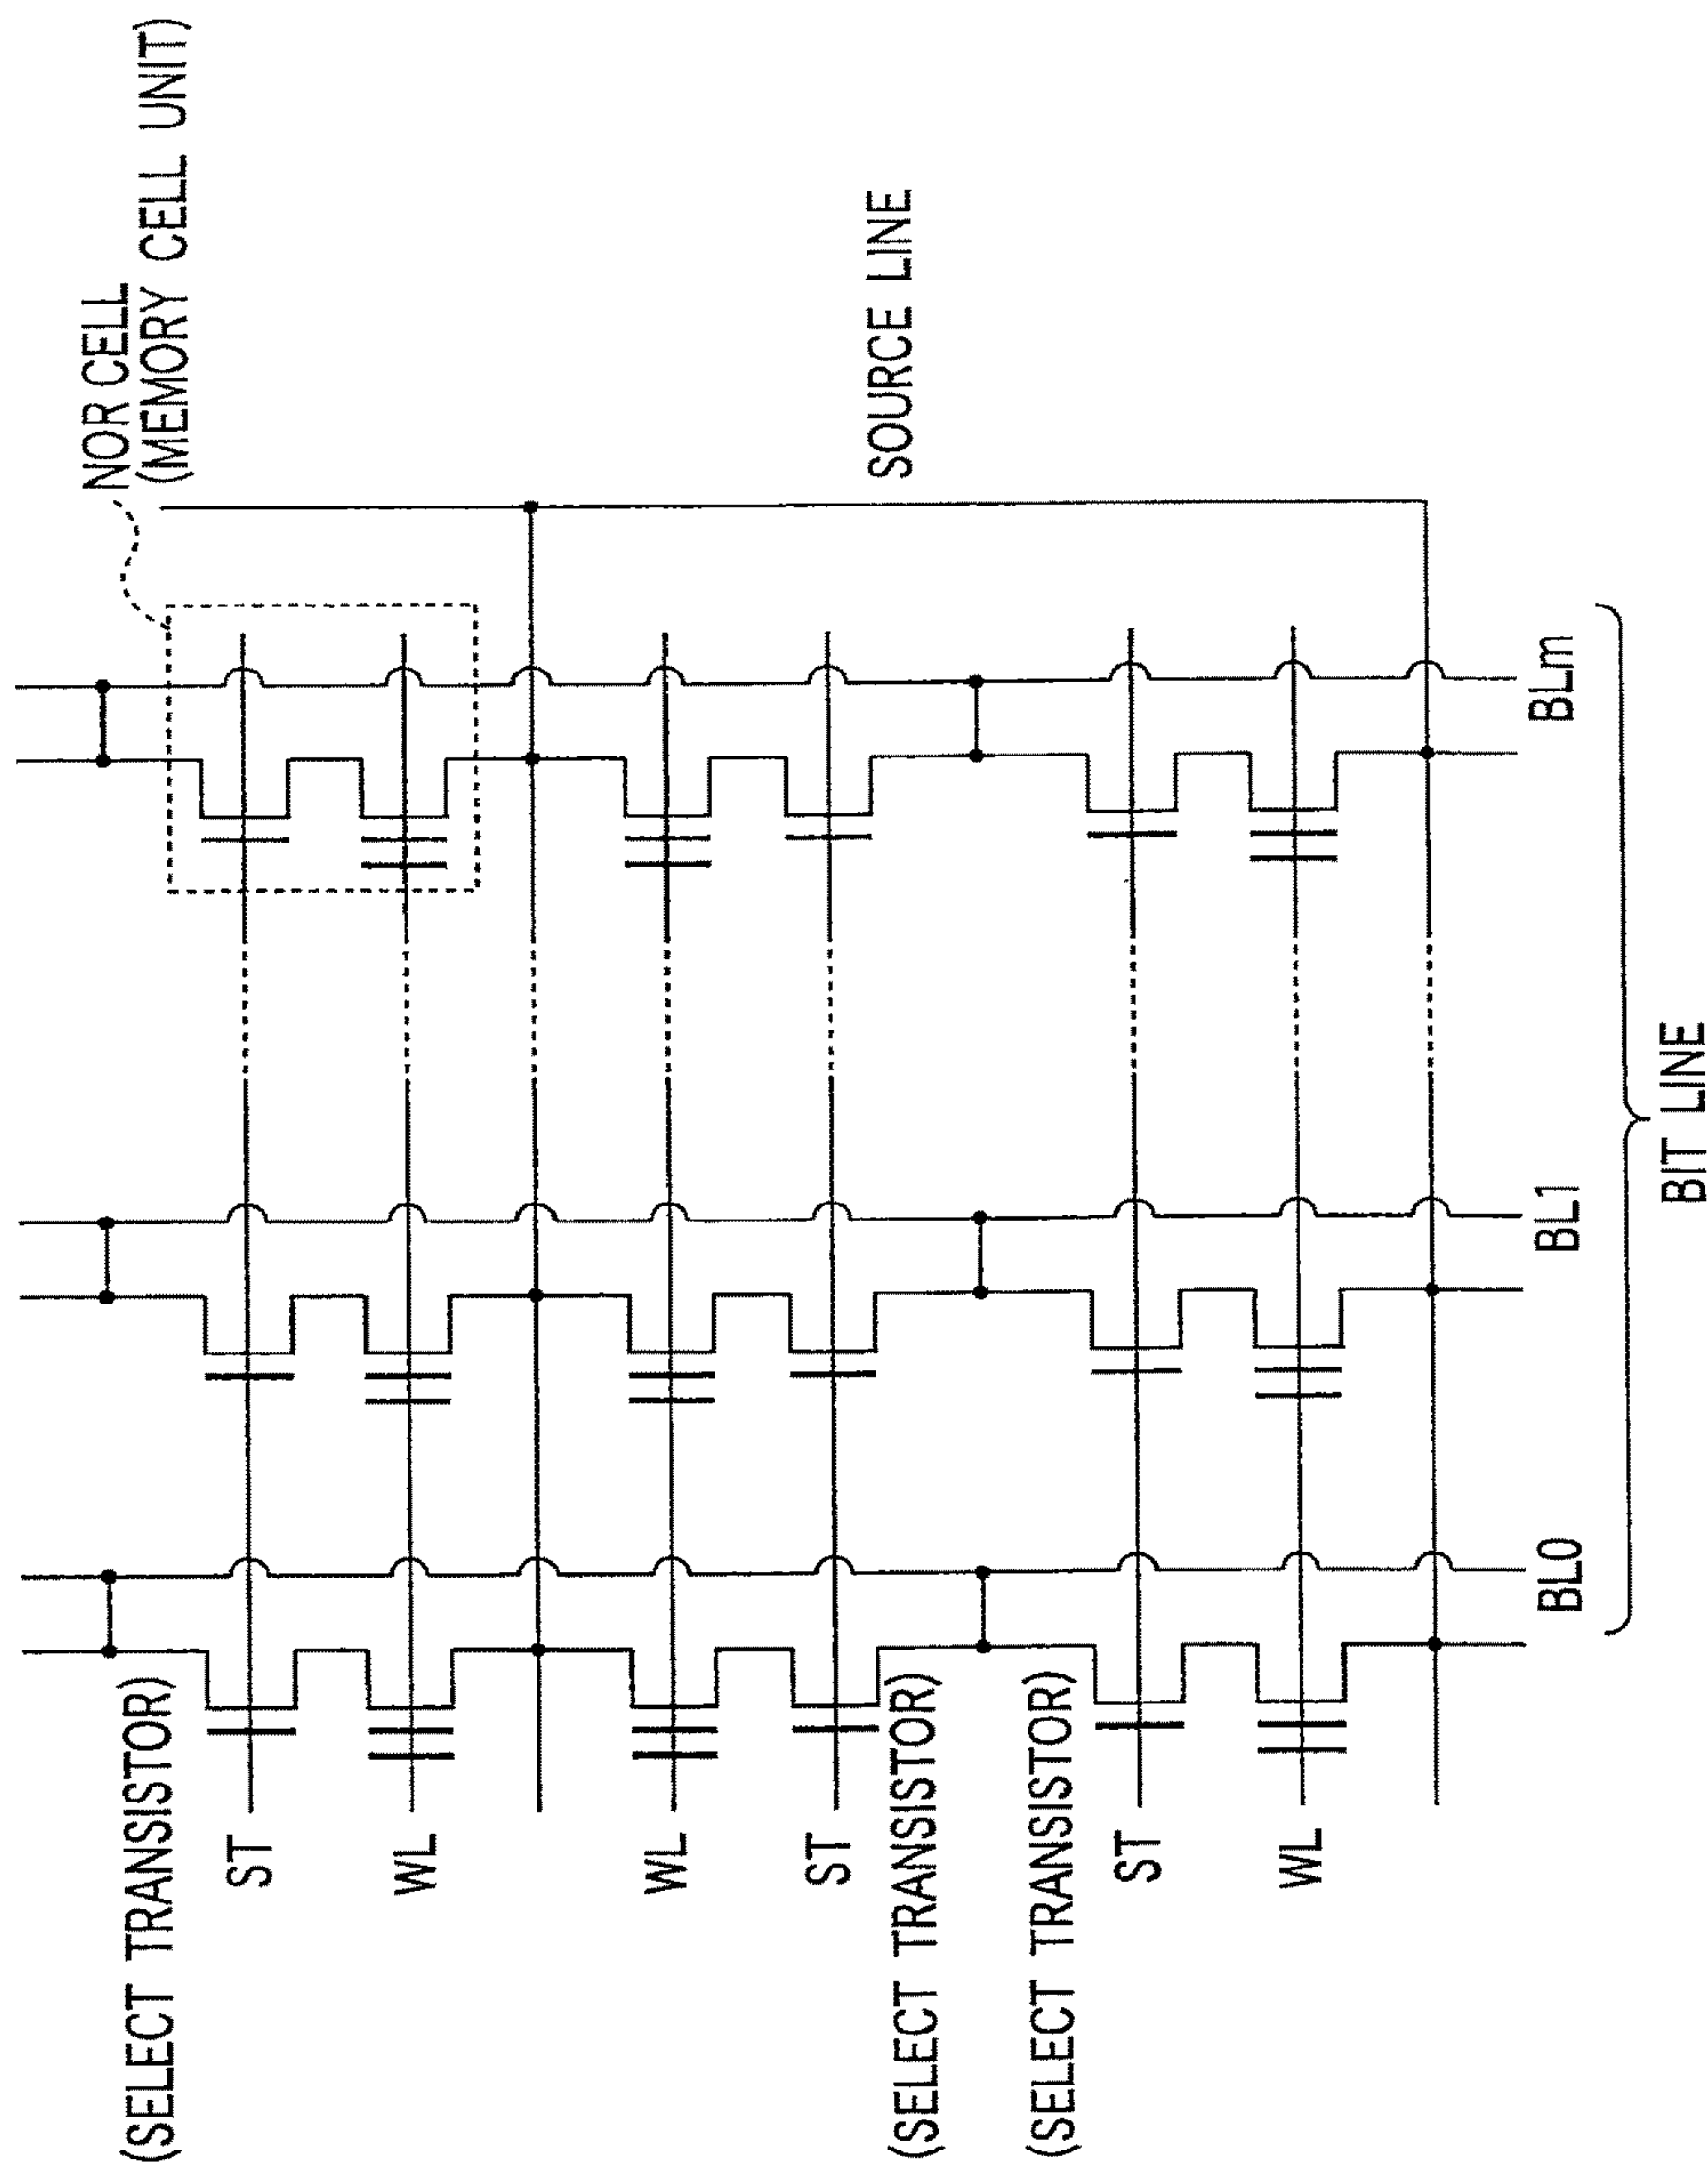 NOR CELL
(MEMORY CELL UNIT)
SOURCE LINE
(SELECT TRANSISTOR)
ST
WL
WL
ST
(SELECT TRANSISTOR)
(SELECT TRANSISTOR)
ST
WL
BL0
BL1
BLm
BIT LINE